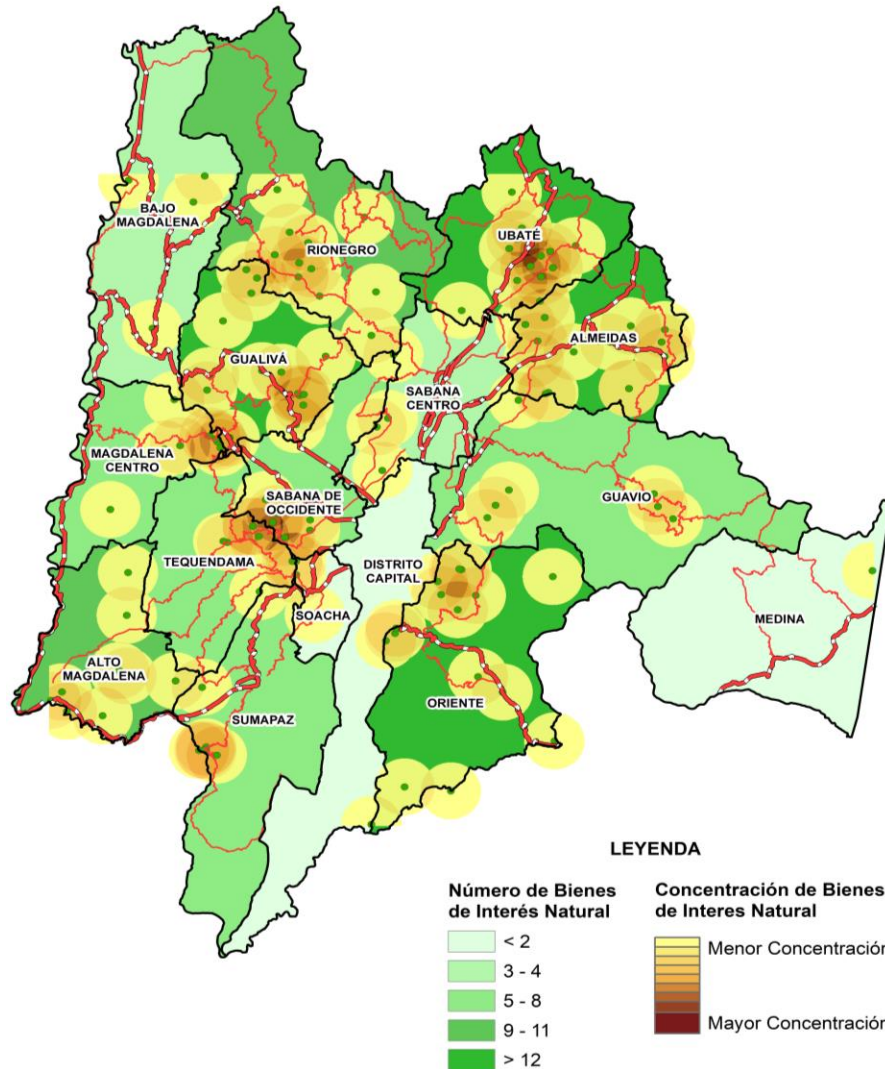 BAJO
MAGDALENA
RIONEGRO
UBATÉ
GUALIVÁ
ALMEIDAS
SABANA
CENTRO
MAGDALENA
CENTRO
SABANA DE
OCCIDENTE
GUAVIO
TEQUENDAMA
DISTRITO
CAPITAL
SOACHA
MEDINA
ALTO
MAGDALENA
SUMAPAZ
ORIENTE
LEYENDA
Número de Bienes
de Interés Natural
< 2
3 - 4
5 - 8
9 - 11
> 12
Concentración de Bienes
de Interes Natural
Menor Concentración
Mayor Concentración